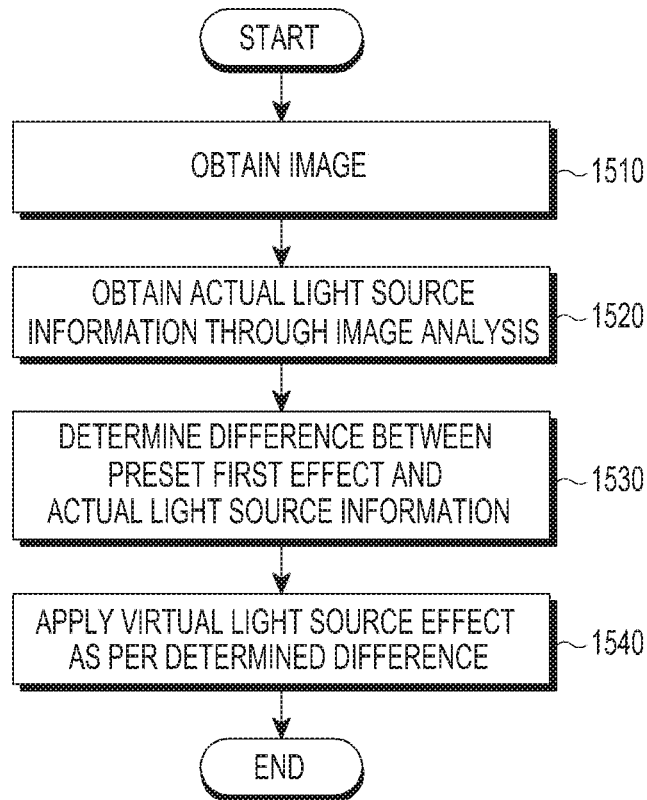 START
OBTAIN IMAGE
1510
OBTAIN ACTUAL LIGHT SOURCE
INFORMATION THROUGH IMAGE ANALYSIS
1520
DETERMINE DIFFERENCE BETWEEN
PRESET FIRST EFFECT AND
ACTUAL LIGHT SOURCE INFORMATION
1530
APPLY VIRTUAL LIGHT SOURCE EFFECT
AS PER DETERMINED DIFFERENCE
1540
END